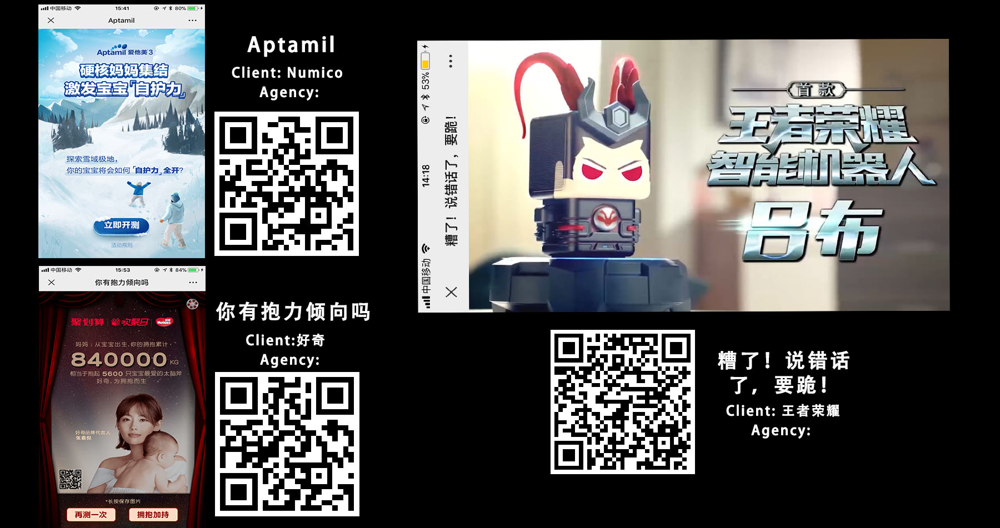 中国移动 15:41 80%
Aptamil
Aptamil 爱他美 3
硬核妈妈集结
激发宝宝「自护力」
探索雪域极地，
你的宝宝将会如何「自护力」全开？
立即开测
活动规则
Aptamil
Client: Numico
Agency:
中国移动 15:53 84%
你有抱力倾向吗
聚划算 欢聚日 好奇 HUGGIES
妈妈：从宝宝出生，你的拥抱累计，
840000 KG
相当于抱起 5600 只宝宝最爱的大脑斧
好奇，为拥抱而生
好奇品牌代言人
张嘉倪
*长按保存图片
再测一次 拥抱加持
你有抱力倾向吗
Client:好奇
Agency:
中国移动 14:18 53%
糟了！说错话了，要跪！
首款
王者荣耀
智能机器人
吕布
糟了！说错话
了，要跪！
Client: 王者荣耀
Agency: